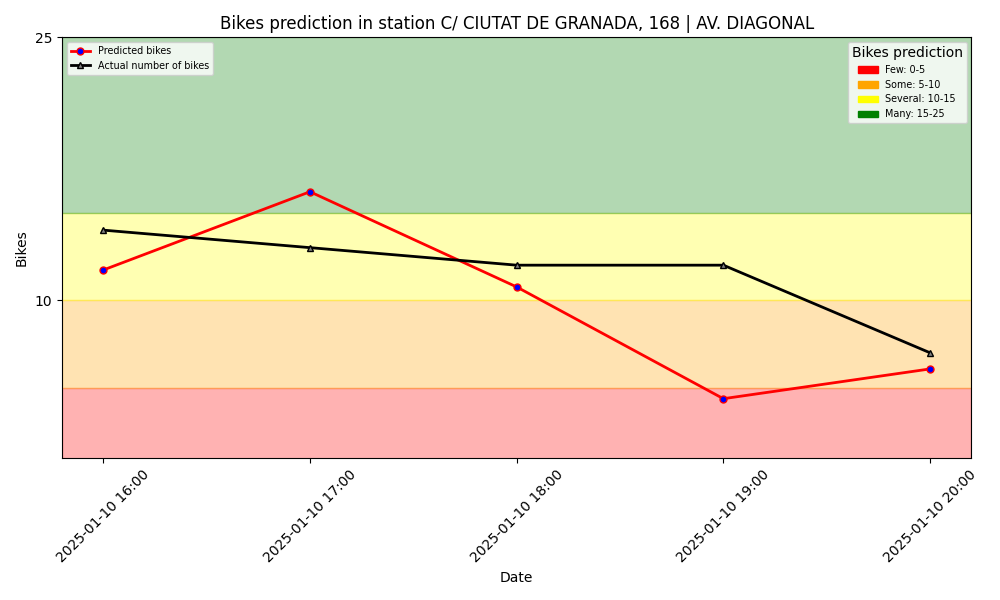 Bikes prediction in station C/ CIUTAT DE GRANADA, 168 | AV. DIAGONAL
25
Predicted bikes
Actual number of bikes
Bikes prediction
Few: 0-5
Some: 5-10
Several: 10-15
Many: 15-25
Bikes
10
2025-01-10 16:00
2025-01-10 17:00
2025-01-10 18:00
2025-01-10 19:00
2025-01-10 20:00
Date